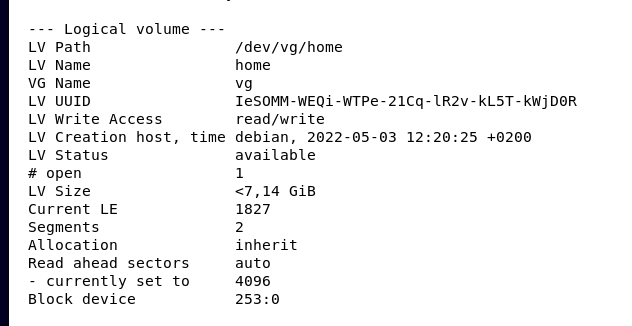 --- Logical volume ---
LV Path                /dev/vg/home
LV Name                home
VG Name                vg
LV UUID                IeSOMM-WEQi-WTPe-21Cq-lR2v-kL5T-kWjD0R
LV Write Access        read/write
LV Creation host, time debian, 2022-05-03 12:20:25 +0200
LV Status              available
# open                 1
LV Size                <7,14 GiB
Current LE             1827
Segments               2
Allocation             inherit
Read ahead sectors     auto
- currently set to     4096
Block device           253:0